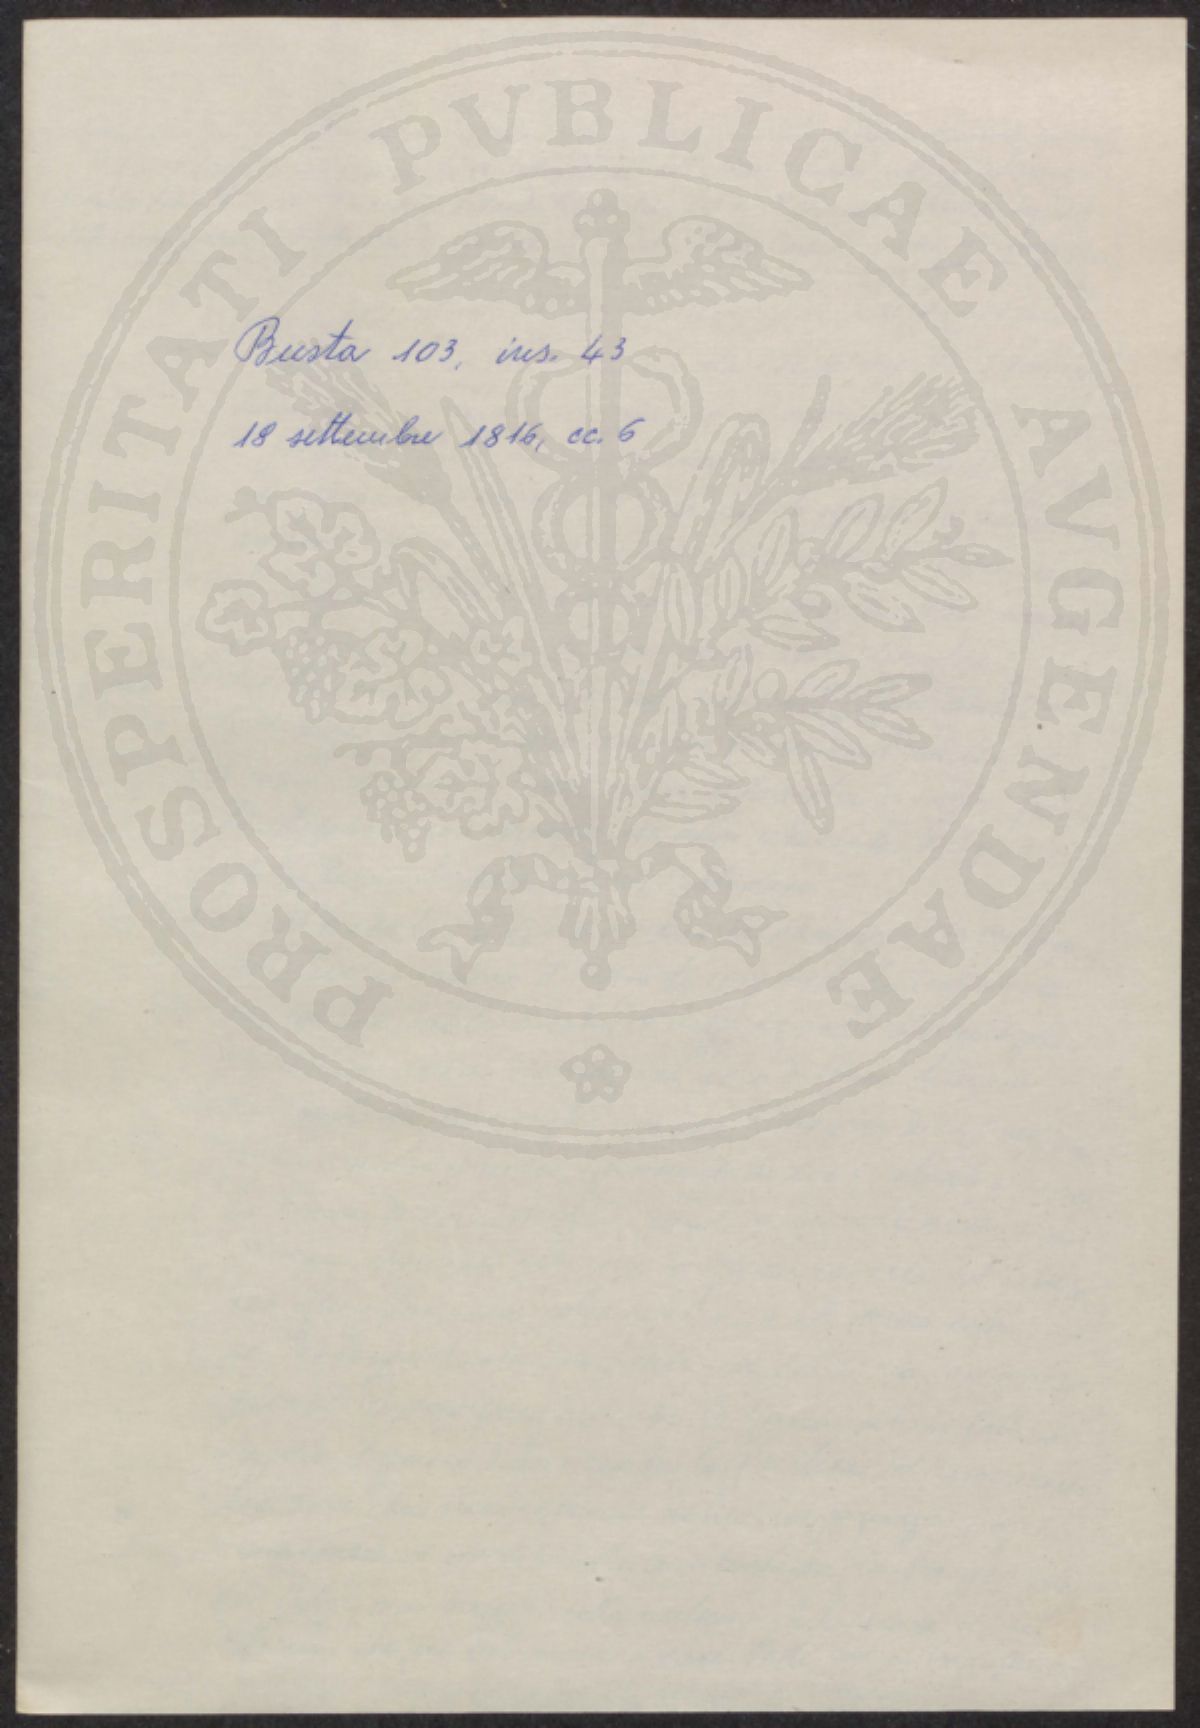 PROSPERITATI PVBLICAE AVGENDAE
Busta 103, ins. 43
18 settembre 1816, cc. 6